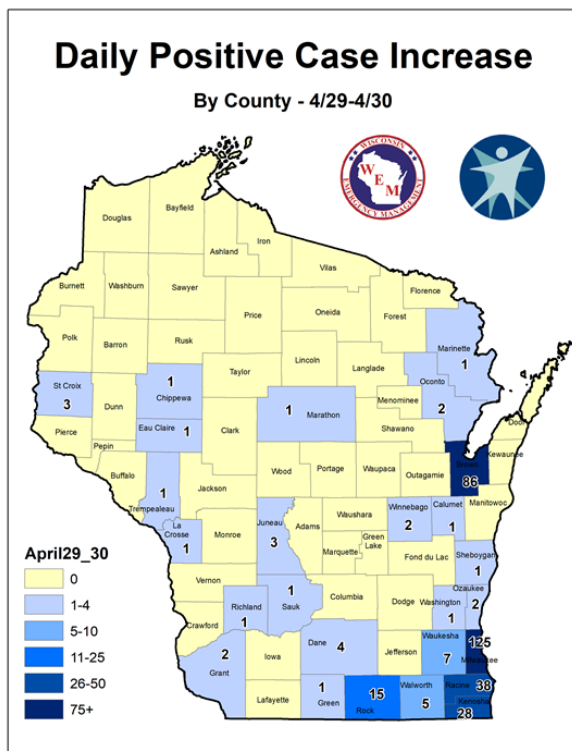 Daily Positive Case Increase
By County - 4/29-4/30
WISCONSIN
WEM
EMERGENCY MANAGEMENT
Douglas
Bayfield
Ashland
Iron
Vilas
Florence
Burnett
Washburn
Sawyer
Price
Oneida
Forest
Marinette
1
Polk
Barron
Rusk
Lincoln
Langlade
Oconto
2
Taylor
St Croix
3
Dunn
1
Chippewa
1
Marathon
Menominee
Shawano
Door
Pierce
Pepin
Eau Claire
1
Clark
Brown
86
Kewaunee
Buffalo
1
Trempealeau
Jackson
Wood
Portage
Waupaca
Outagamie
Manitowoc
La
Crosse
1
Monroe
Juneau
3
Adams
Waushara
Winnebago
2
Calumet
1
Marquette
Green
Lake
Fond du Lac
Sheboygan
1
Vernon
Crawford
Richland
1
1
Sauk
Columbia
Dodge
Washington
1
Ozaukee
2
2
Grant
Iowa
Dane
4
Jefferson
Waukesha
7
125
Milwaukee
Lafayette
1
Green
15
Rock
Walworth
5
Racine
38
Kenosha
28
April29_30
0
1-4
5-10
11-25
26-50
75+